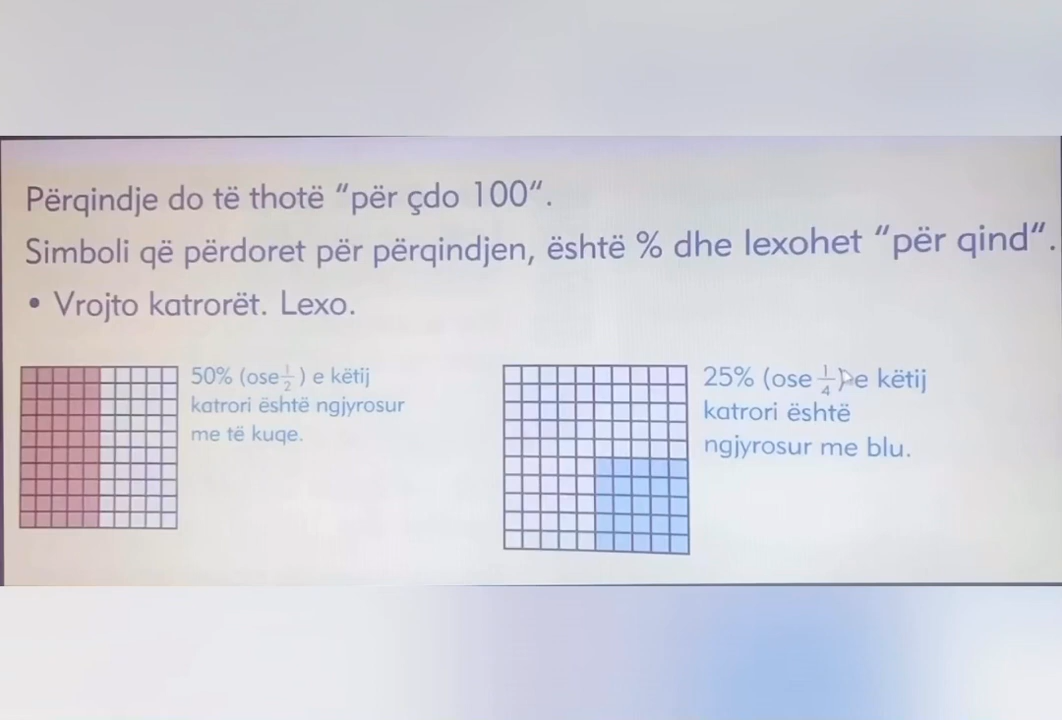 Përqindje do të thotë “për çdo 100“.
Simboli që përdoret për përqindjen, është % dhe lexohet “për qind“.
• Vrojto katrorët. Lexo.
50% (ose 1/2) e këtij
katrori është ngjyrosur
me të kuqe.
25% (ose 1/4) e këtij
katrori është
ngjyrosur me blu.